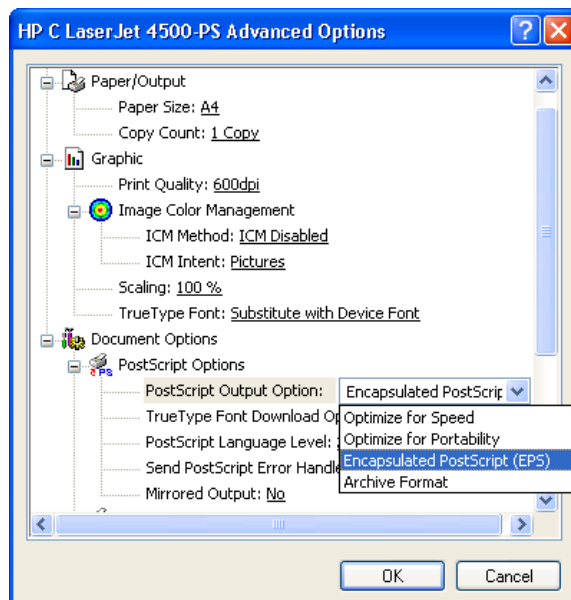 HP C LaserJet 4500-PS Advanced Options
Paper/Output
Paper Size: A4
Copy Count: 1 Copy
Graphic
Print Quality: 600dpi
Image Color Management
ICM Method: ICM Disabled
ICM Intent: Pictures
Scaling: 100 %
TrueType Font: Substitute with Device Font
Document Options
PS
PostScript Options
PostScript Output Option: Encapsulated PostScrip
TrueType Font Download Op
Optimize for Speed
PostScript Language Level:
Optimize for Portability
Send PostScript Error Handle
Encapsulated PostScript (EPS)
Archive Format
Mirrored Output: No
OK Cancel